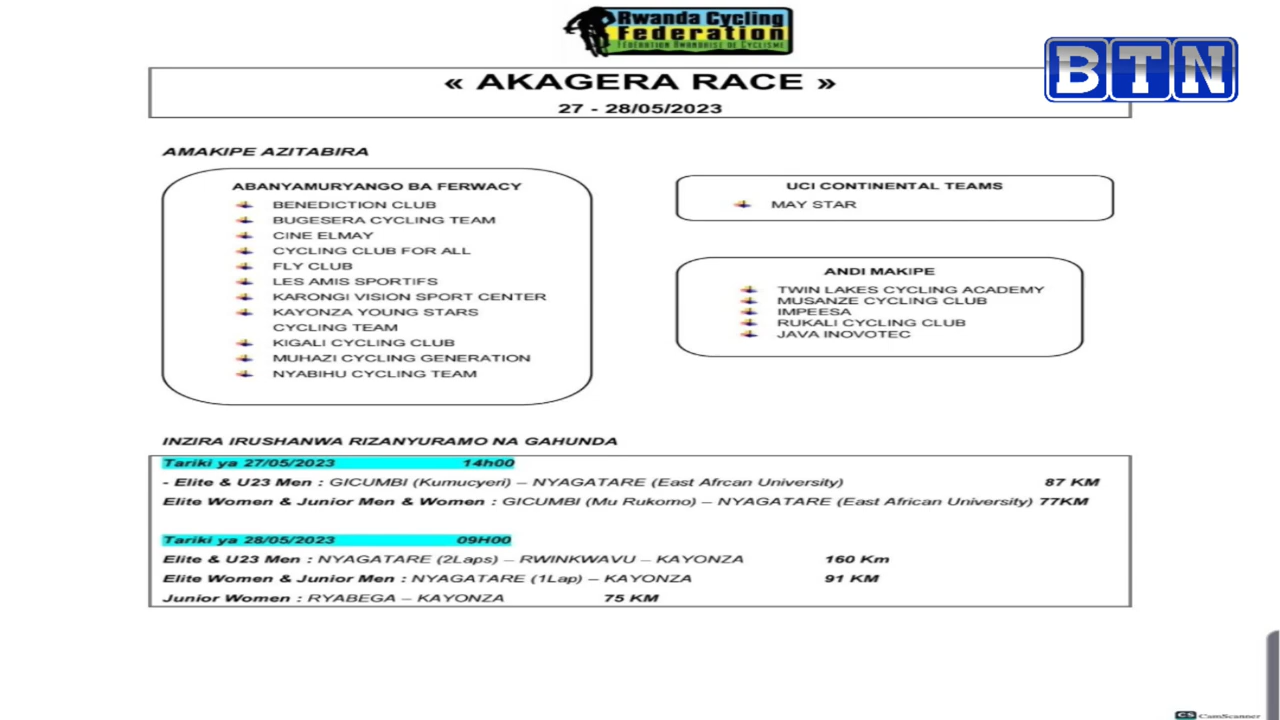 Rwanda Cycling
Federation
FÉDÉRATION RWANDAISE DE CYCLISME
BTN
« AKAGERA RACE »
27 - 28/05/2023
AMAKIPE AZITABIRA
ABANYAMURYANGO BA FERWACY
BENEDICTION CLUB
BUGESERA CYCLING TEAM
CINE ELMAY
CYCLING CLUB FOR ALL
FLY CLUB
LES AMIS SPORTIFS
KARONGI VISION SPORT CENTER
KAYONZA YOUNG STARS
CYCLING TEAM
KIGALI CYCLING CLUB
MUHAZI CYCLING GENERATION
NYABIHU CYCLING TEAM
UCI CONTINENTAL TEAMS
MAY STAR
ANDI MAKIPE
TWIN LAKES CYCLING ACADEMY
MUSANZE CYCLING CLUB
IMPEESA
RUKALI CYCLING CLUB
JAVA INOVOTEC
INZIRA IRUSHANWA RIZANYURAMO NA GAHUNDA
Tariki ya 27/05/2023 14h00
- Elite & U23 Men : GICUMBI (Kumucyeri) – NYAGATARE (East Afrcan University) 87 KM
Elite Women & Junior Men & Women : GICUMBI (Mu Rukomo) – NYAGATARE (East African University) 77KM
Tariki ya 28/05/2023 09H00
Elite & U23 Men : NYAGATARE (2Laps) – RWINKWAVU – KAYONZA 160 Km
Elite Women & Junior Men : NYAGATARE (1Lap) – KAYONZA 91 KM
Junior Women : RYABEGA – KAYONZA 75 KM
CS CamScanner